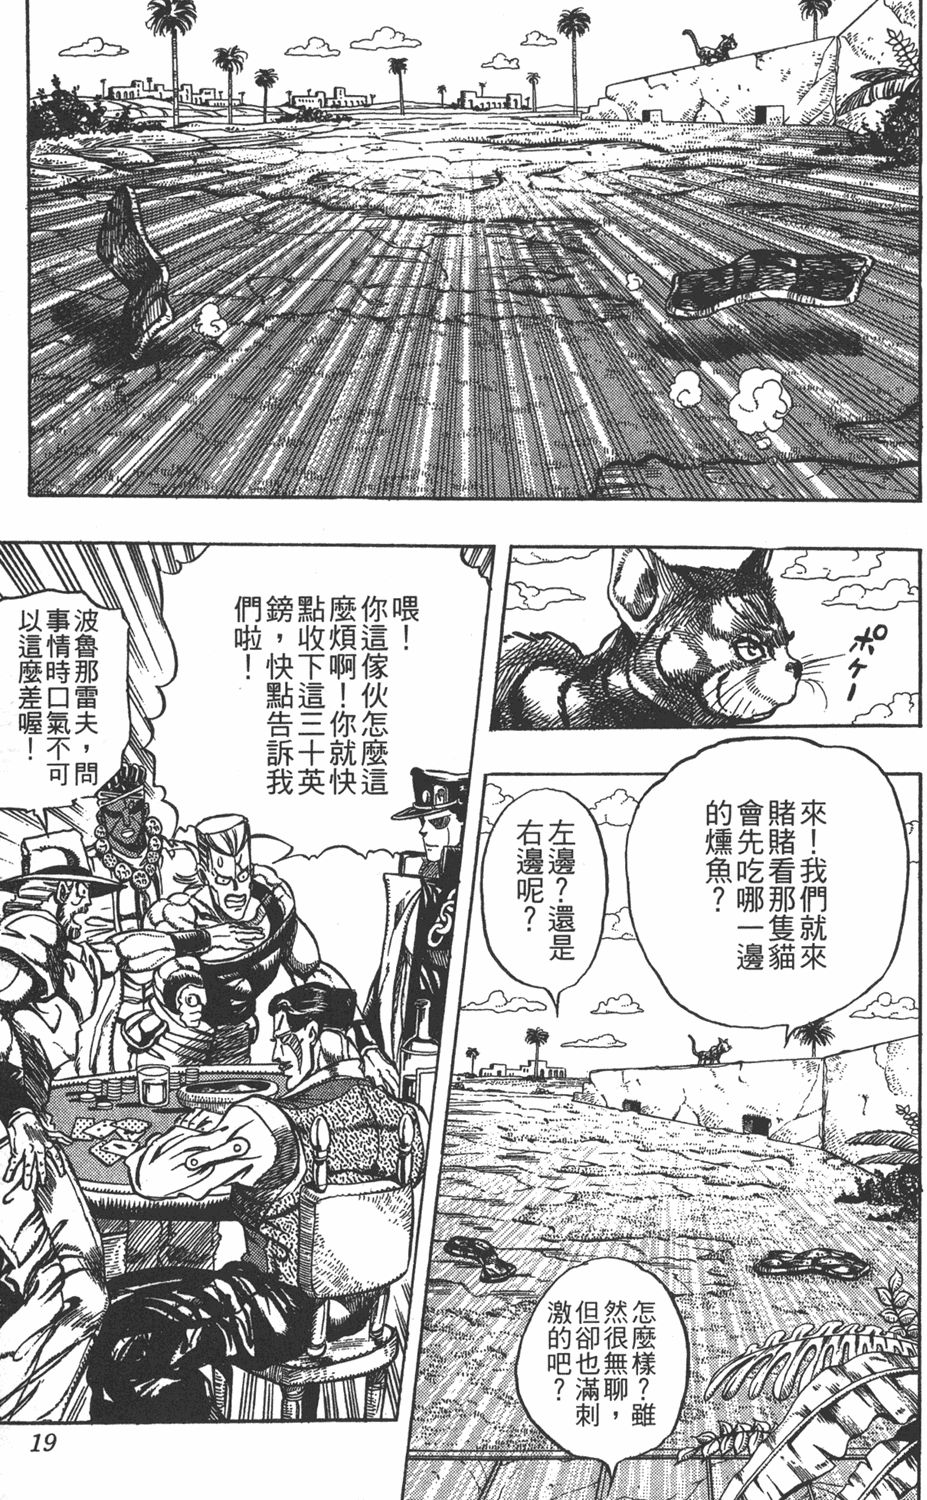 ポケー
來！我們就來
賭賭看那隻貓
會先吃哪一邊
的燻魚？
左邊？還是
右邊呢？
怎麼樣？雖
然很無聊，
但卻也滿刺
激的吧？
喂！
你這傢伙怎麼這
麼煩啊！你就快
點收下這三十英
鎊，快點告訴我
們啦！
波魯那雷夫，問
事情時口氣不可
以這麼差喔！
19